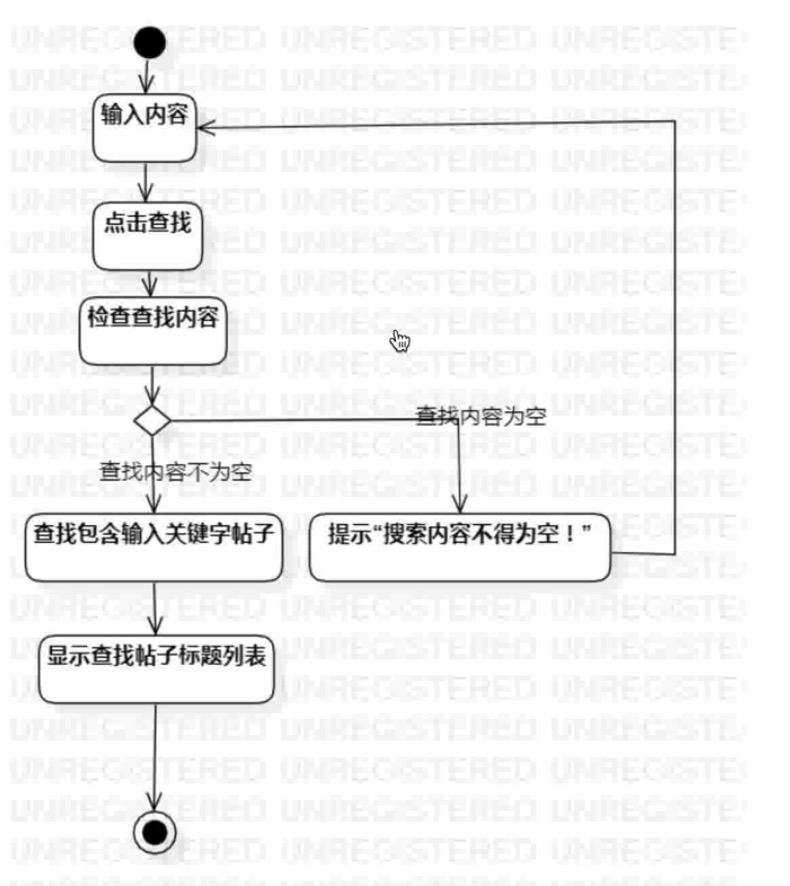 输入内容
点击查找
检查查找内容
查找内容为空
查找内容不为空
查找包含输入关键字帖子
提示“搜索内容不得为空！”
显示查找帖子标题列表
UNREGISTERED